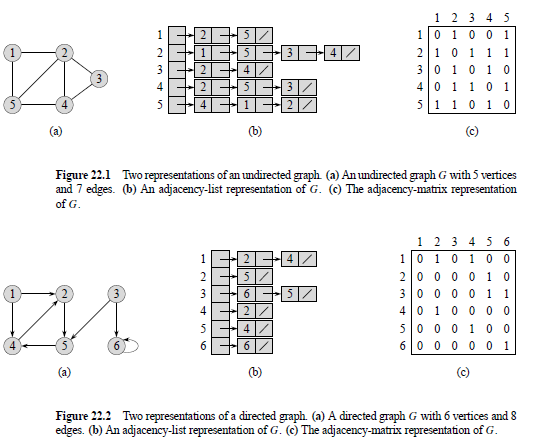 1 2
3
5 4
(a)
1 2 5 /
2 1 5 3 4 /
3 2 4 /
4 2 5 3 /
5 4 1 2 /
(b)
1 2 3 4 5
1 0 1 0 0 1
2 1 0 1 1 1
3 0 1 0 1 0
4 0 1 1 0 1
5 1 1 0 1 0
(c)
Figure 22.1 Two representations of an undirected graph. (a) An undirected graph G with 5 vertices
and 7 edges. (b) An adjacency-list representation of G. (c) The adjacency-matrix representation
of G.
1 2 3
4 5 6
(a)
1 2 4 /
2 5 /
3 6 5 /
4 2 /
5 4 /
6 6 /
(b)
1 2 3 4 5 6
1 0 1 0 1 0 0
2 0 0 0 0 1 0
3 0 0 0 0 1 1
4 0 1 0 0 0 0
5 0 0 0 1 0 0
6 0 0 0 0 0 1
(c)
Figure 22.2 Two representations of a directed graph. (a) A directed graph G with 6 vertices and 8
edges. (b) An adjacency-list representation of G. (c) The adjacency-matrix representation of G.